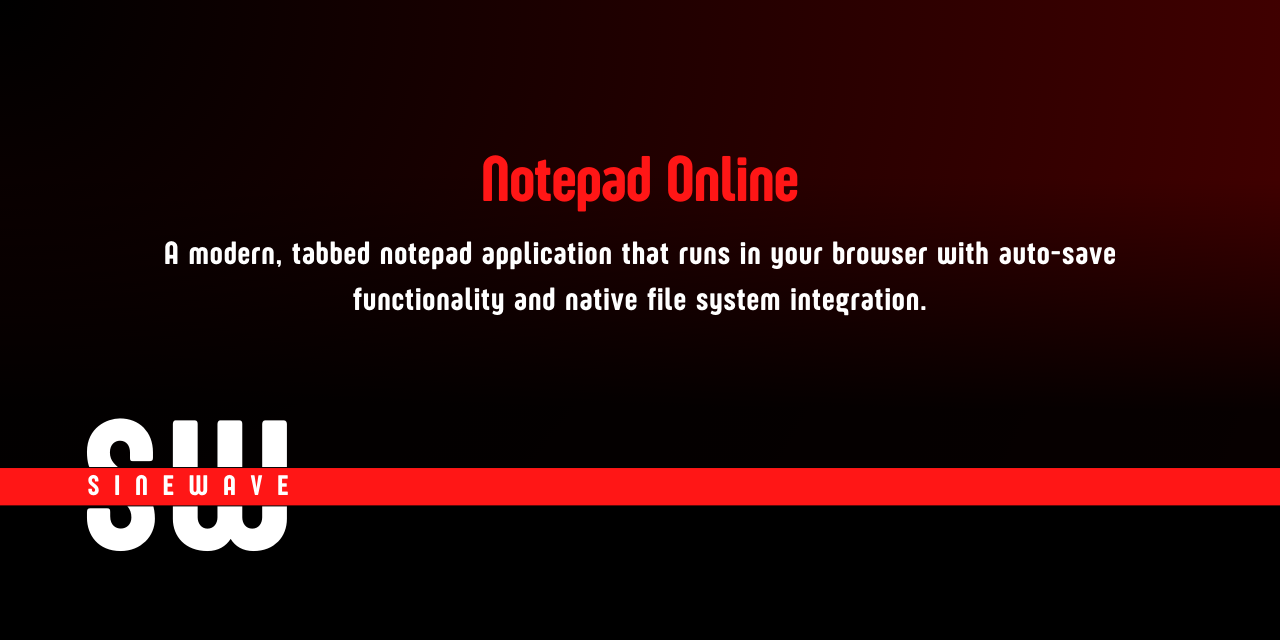 Notepad Online
A modern, tabbed notepad application that runs in your browser with auto-save
functionality and native file system integration.
SW
SINEWAVE